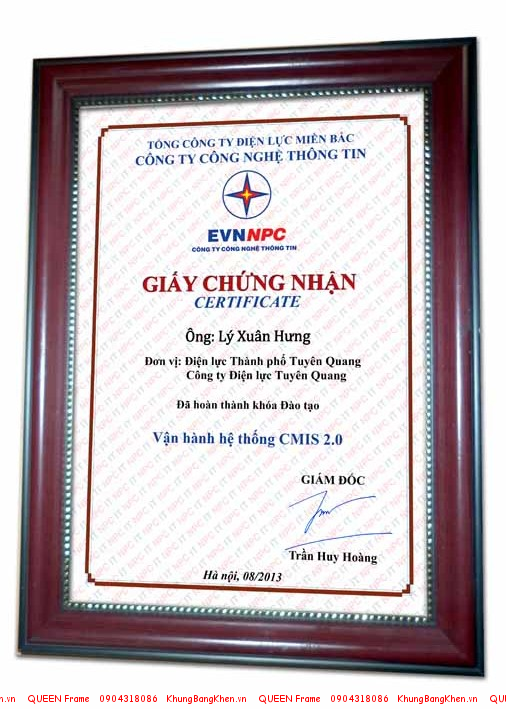 TỔNG CÔNG TY ĐIỆN LỰC MIỀN BẮC
CÔNG TY CÔNG NGHỆ THÔNG TIN
EVNNPC
CÔNG TY CÔNG NGHỆ THÔNG TIN
GIẤY CHỨNG NHẬN
CERTIFICATE
Ông: Lý Xuân Hưng
Đơn vị: Điện lực Thành phố Tuyên Quang
Công ty Điện lực Tuyên Quang
Đã hoàn thành khóa Đào tạo
Vận hành hệ thống CMIS 2.0
GIÁM ĐỐC
Trần Huy Hoàng
Hà nội, 08/2013
n.vn QUEEN Frame 0904318086 KhungBangKhen.vn QUEEN Frame 0904318086 KhungBangKhen.vn QU